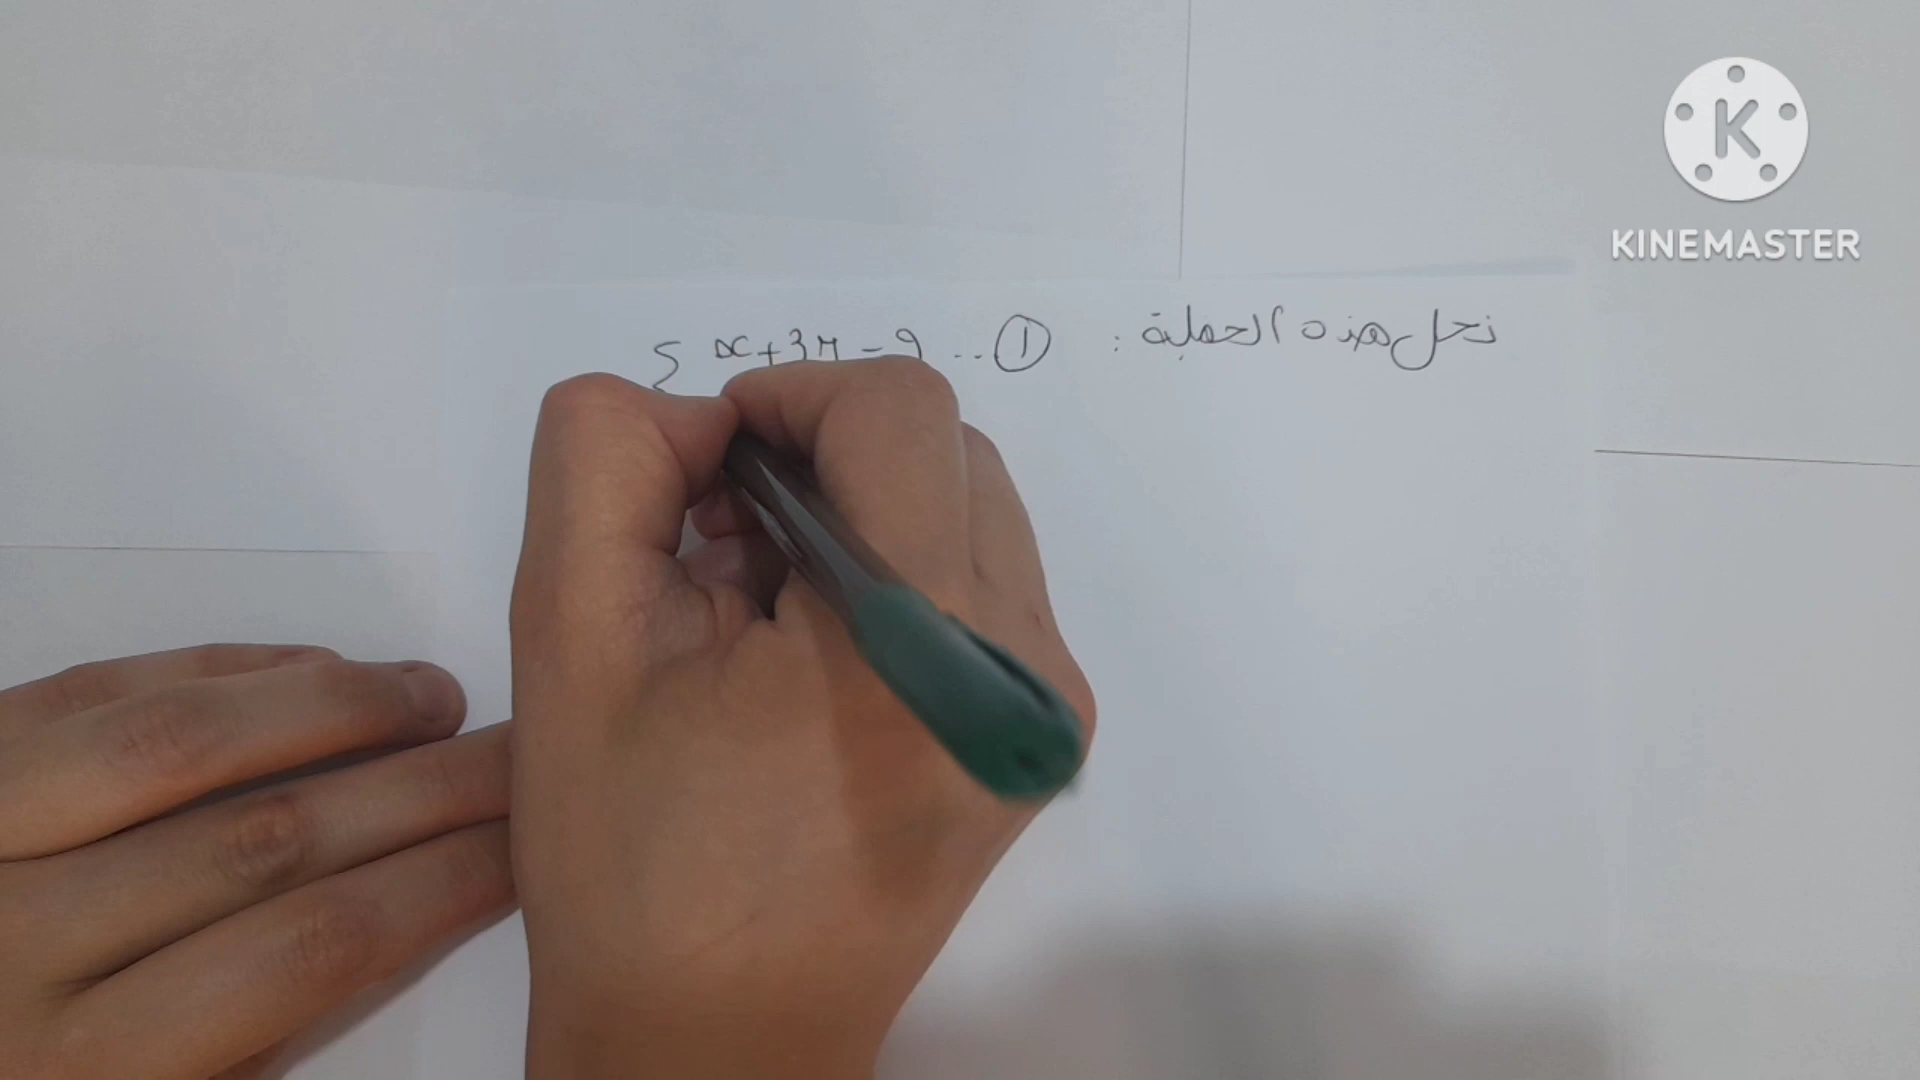 نحل هذه الجملة :
{ x + 3y = 9 ... ①
KINEMASTER